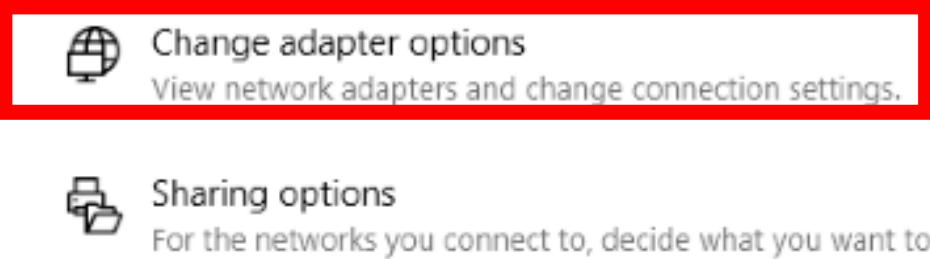 Change adapter options
View network adapters and change connection settings.
Sharing options
For the networks you connect to, decide what you want to